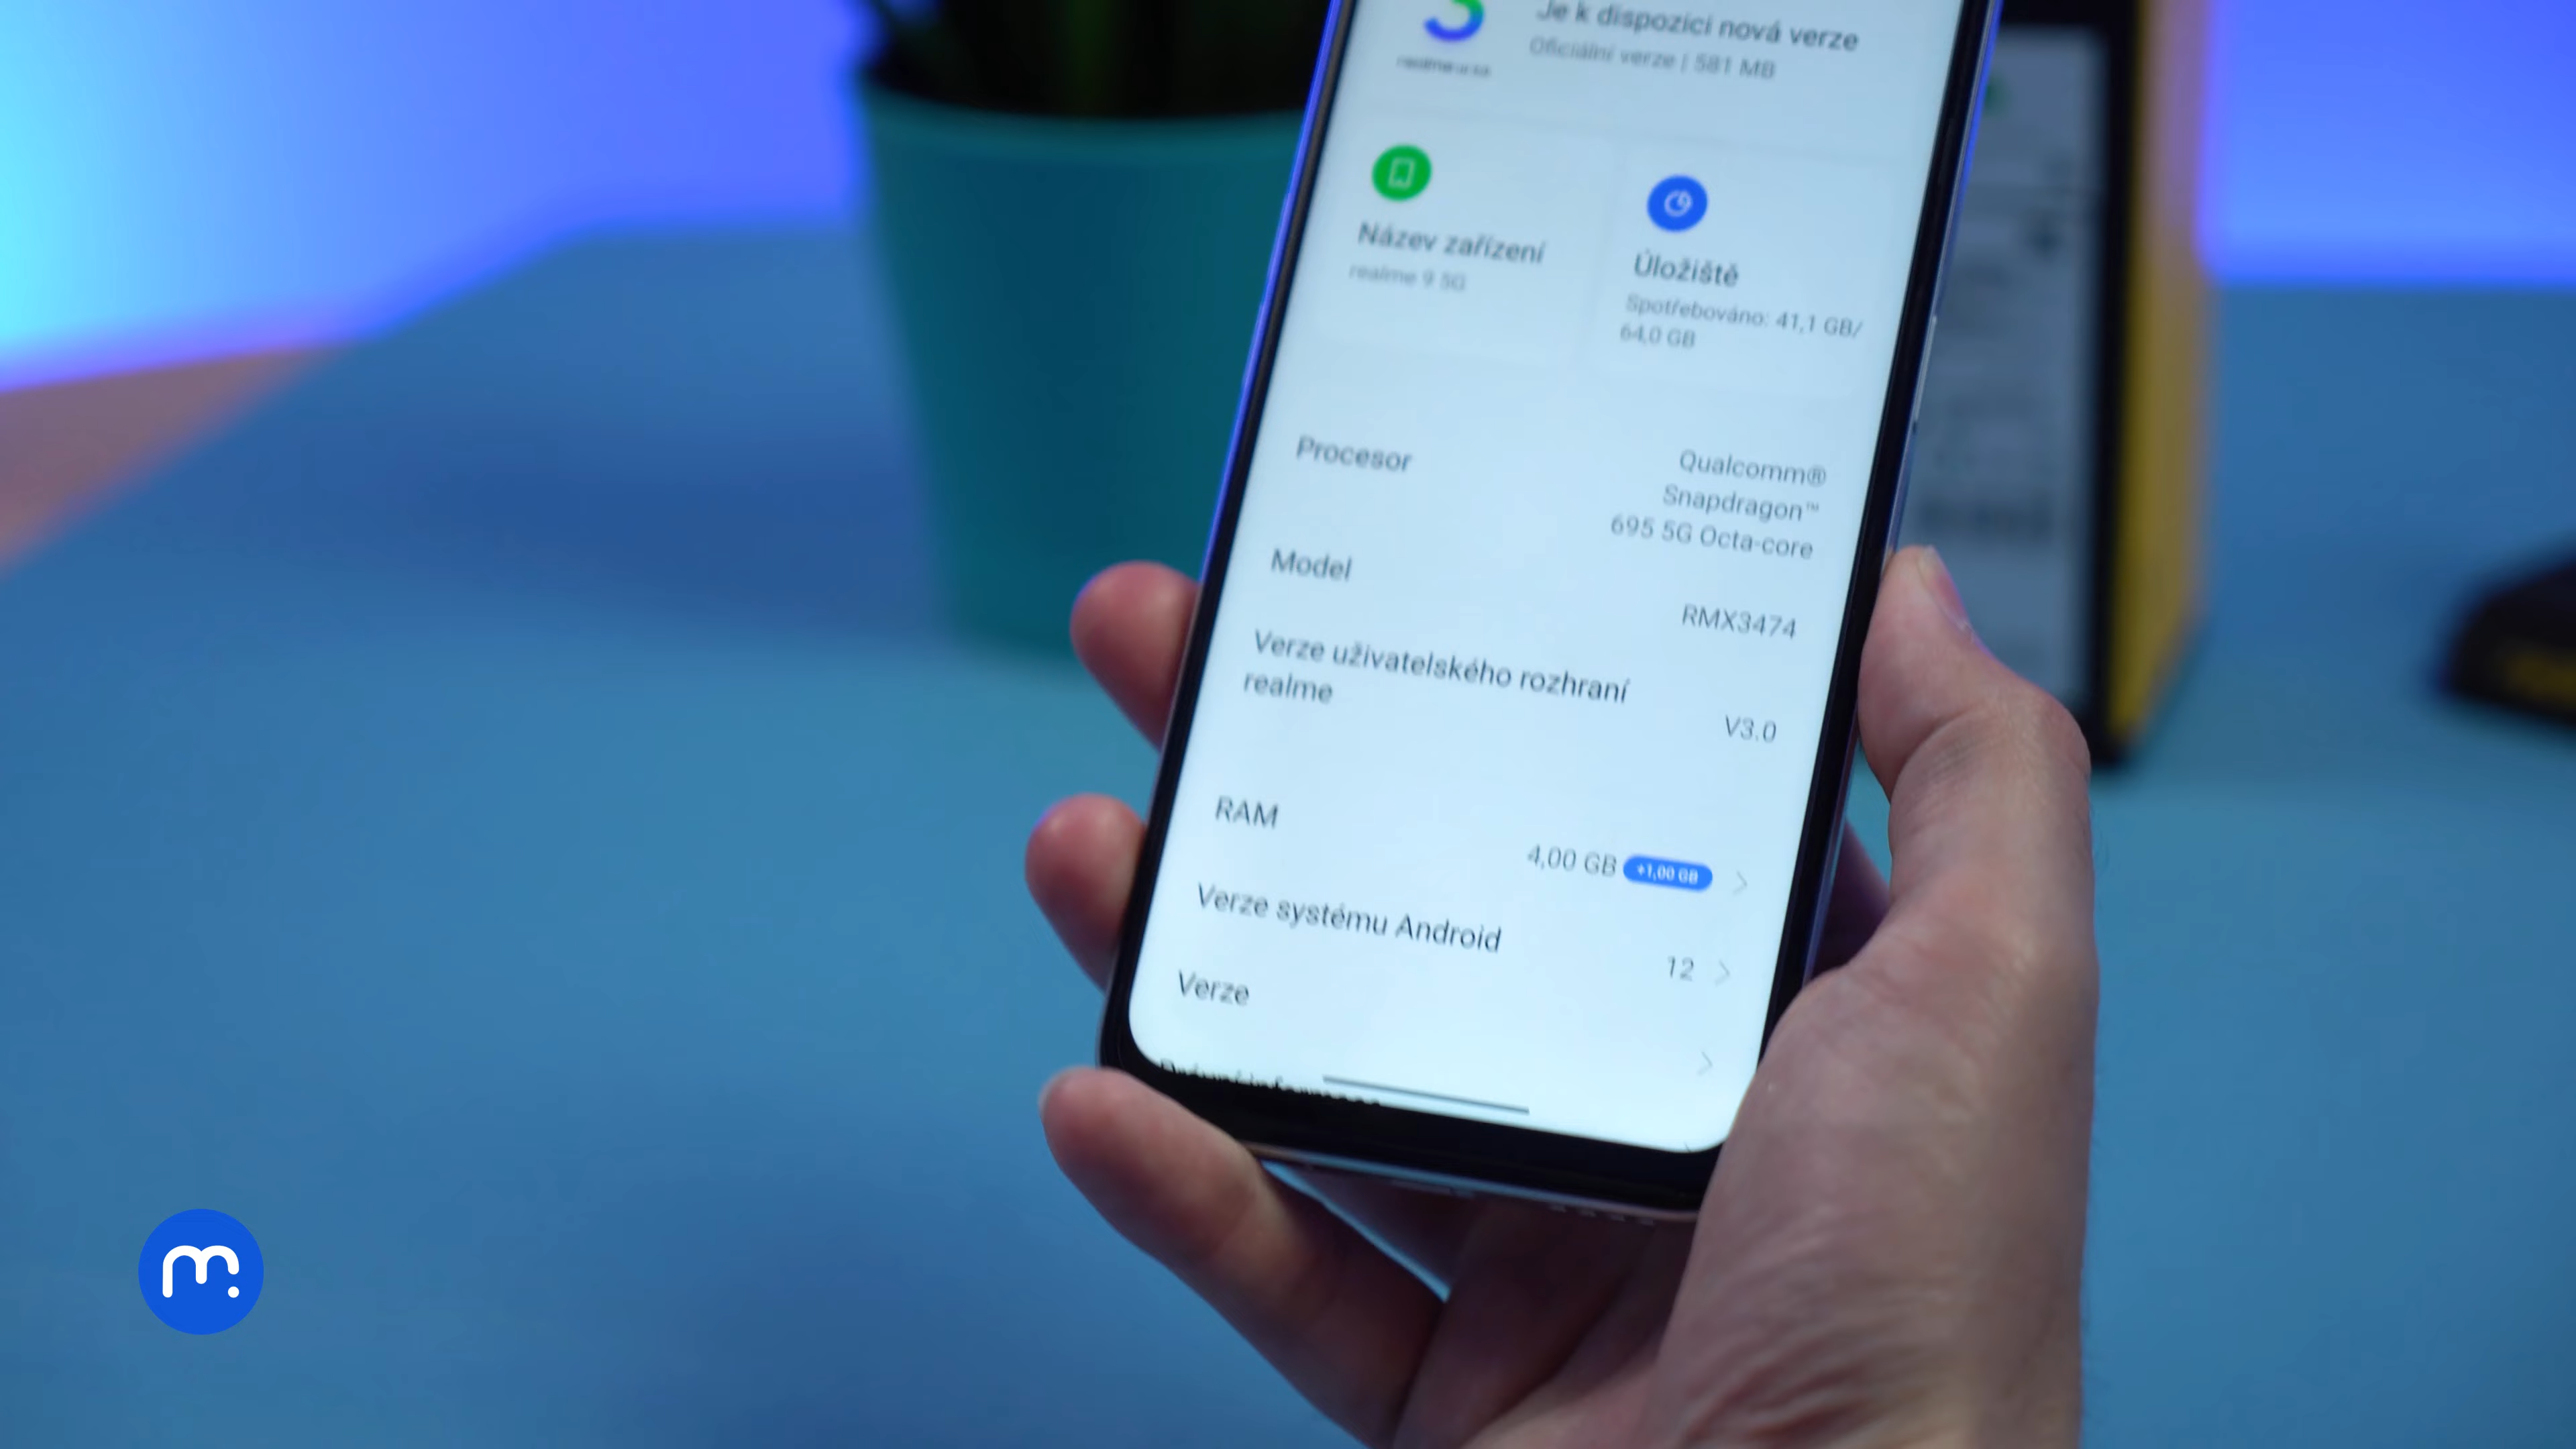 Je k dispozici nová verze
Oficiální verze | 581 MB
Název zařízení
realme 9 5G
Úložiště
Spotřebováno: 41,1 GB/
64,0 GB
Procesor
Qualcomm®
Snapdragon™
695 5G Octa-core
Model
RMX3474
Verze uživatelského rozhraní
realme
V3.0
RAM
4,00 GB +1,00 GB
Verze systému Android
12
Verze
m.